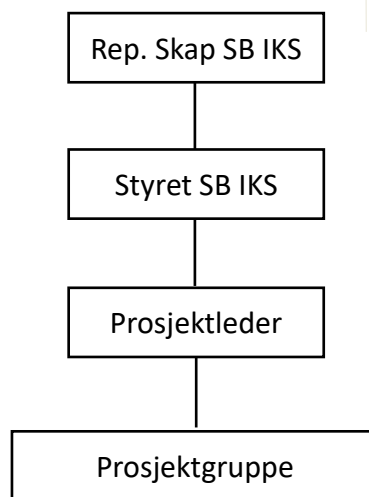 Rep. Skap SB IKS
Styret SB IKS
Prosjektleder
Prosjektgruppe